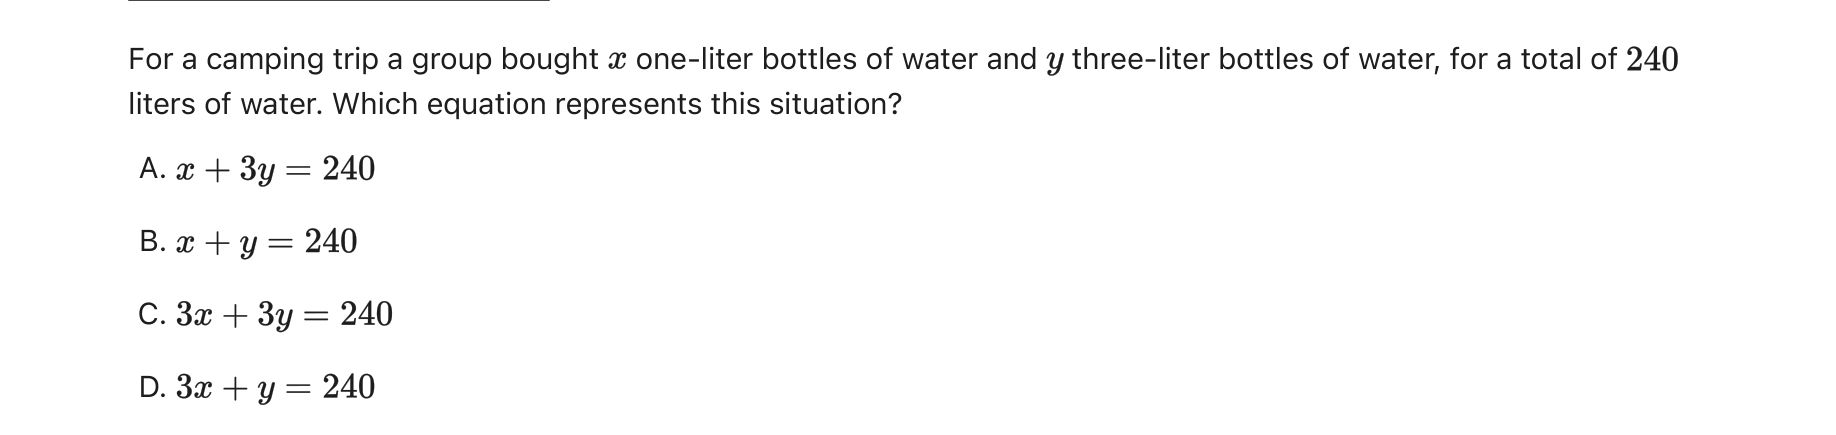 For a camping trip a group bought x one-liter bottles of water and y three-liter bottles of water, for a total of 240
liters of water. Which equation represents this situation?
A. x + 3y = 240
B. x + y = 240
C. 3x + 3y = 240
D. 3x + y = 240